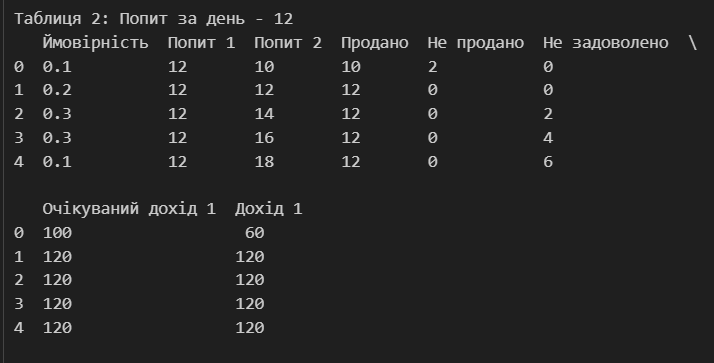 Таблиця 2: Попит за день - 12
Ймовірність Попит 1 Попит 2 Продано Не продано Не задоволено \
0 0.1 12 10 10 2 0
1 0.2 12 12 12 0 0
2 0.3 12 14 12 0 2
3 0.3 12 16 12 0 4
4 0.1 12 18 12 0 6
Очікуваний дохід 1 Дохід 1
0 100 60
1 120 120
2 120 120
3 120 120
4 120 120